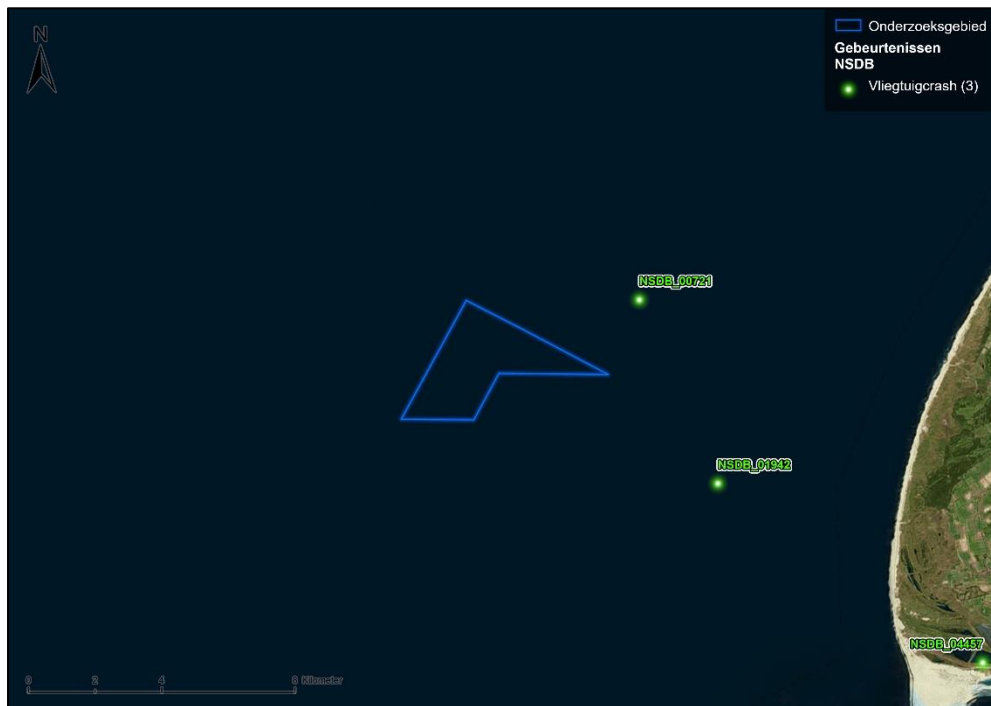 N
Onderzoeksgebied
Gebeurtenissen
NSDB
Vliegtuigcrash (3)
NSDB_00721
NSDB_01942
NSDB_04457
0 2 4 8 Kilometer